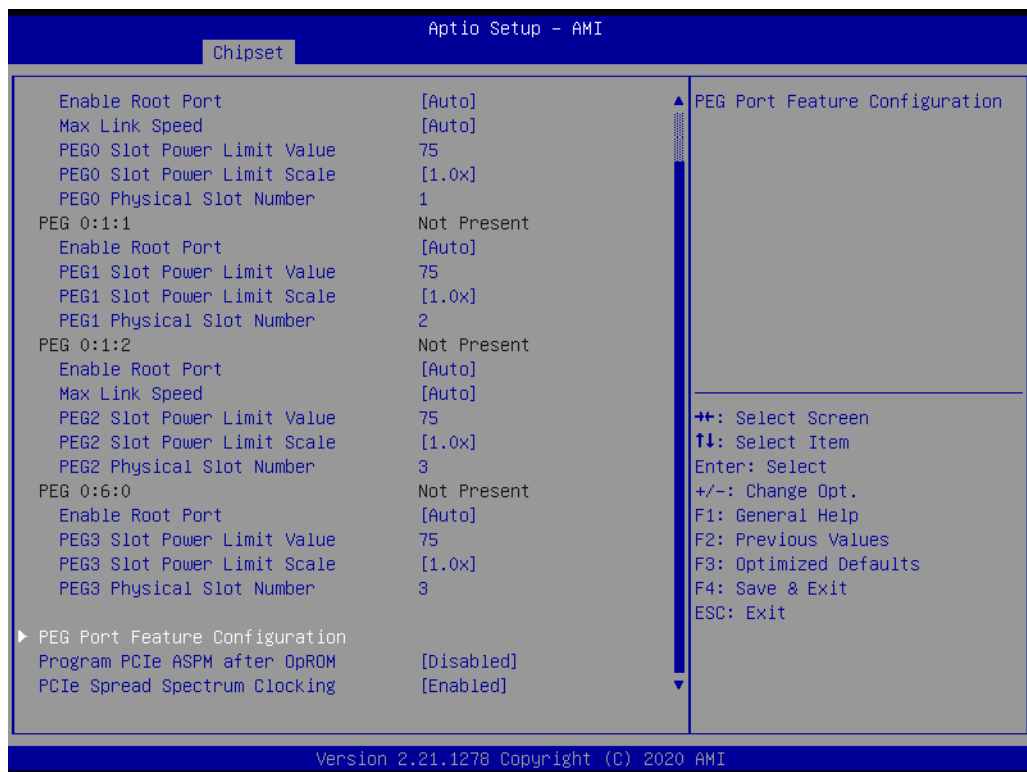 Aptio Setup – AMI
Chipset
Enable Root Port [Auto]
Max Link Speed [Auto]
PEG0 Slot Power Limit Value 75
PEG0 Slot Power Limit Scale [1.0x]
PEG0 Physical Slot Number 1
PEG 0:1:1 Not Present
Enable Root Port [Auto]
PEG1 Slot Power Limit Value 75
PEG1 Slot Power Limit Scale [1.0x]
PEG1 Physical Slot Number 2
PEG 0:1:2 Not Present
Enable Root Port [Auto]
Max Link Speed [Auto]
PEG2 Slot Power Limit Value 75
PEG2 Slot Power Limit Scale [1.0x]
PEG2 Physical Slot Number 3
PEG 0:6:0 Not Present
Enable Root Port [Auto]
PEG3 Slot Power Limit Value 75
PEG3 Slot Power Limit Scale [1.0x]
PEG3 Physical Slot Number 3
PEG Port Feature Configuration
Program PCIe ASPM after OpROM [Disabled]
PCIe Spread Spectrum Clocking [Enabled]
PEG Port Feature Configuration
→←: Select Screen
↑↓: Select Item
Enter: Select
+/-: Change Opt.
F1: General Help
F2: Previous Values
F3: Optimized Defaults
F4: Save & Exit
ESC: Exit
Version 2.21.1278 Copyright (C) 2020 AMI